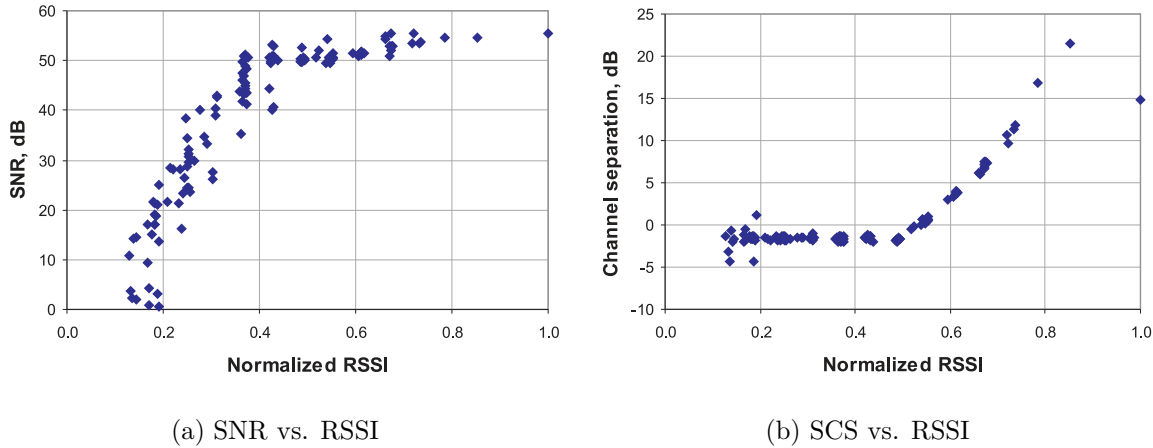 60
50
40
30
20
10
0
SNR, dB
0.0 0.2 0.4 0.6 0.8 1.0
Normalized RSSI
(a) SNR vs. RSSI
25
20
15
10
5
0
−5
−10
Channel separation, dB
0.0 0.2 0.4 0.6 0.8 1.0
Normalized RSSI
(b) SCS vs. RSSI